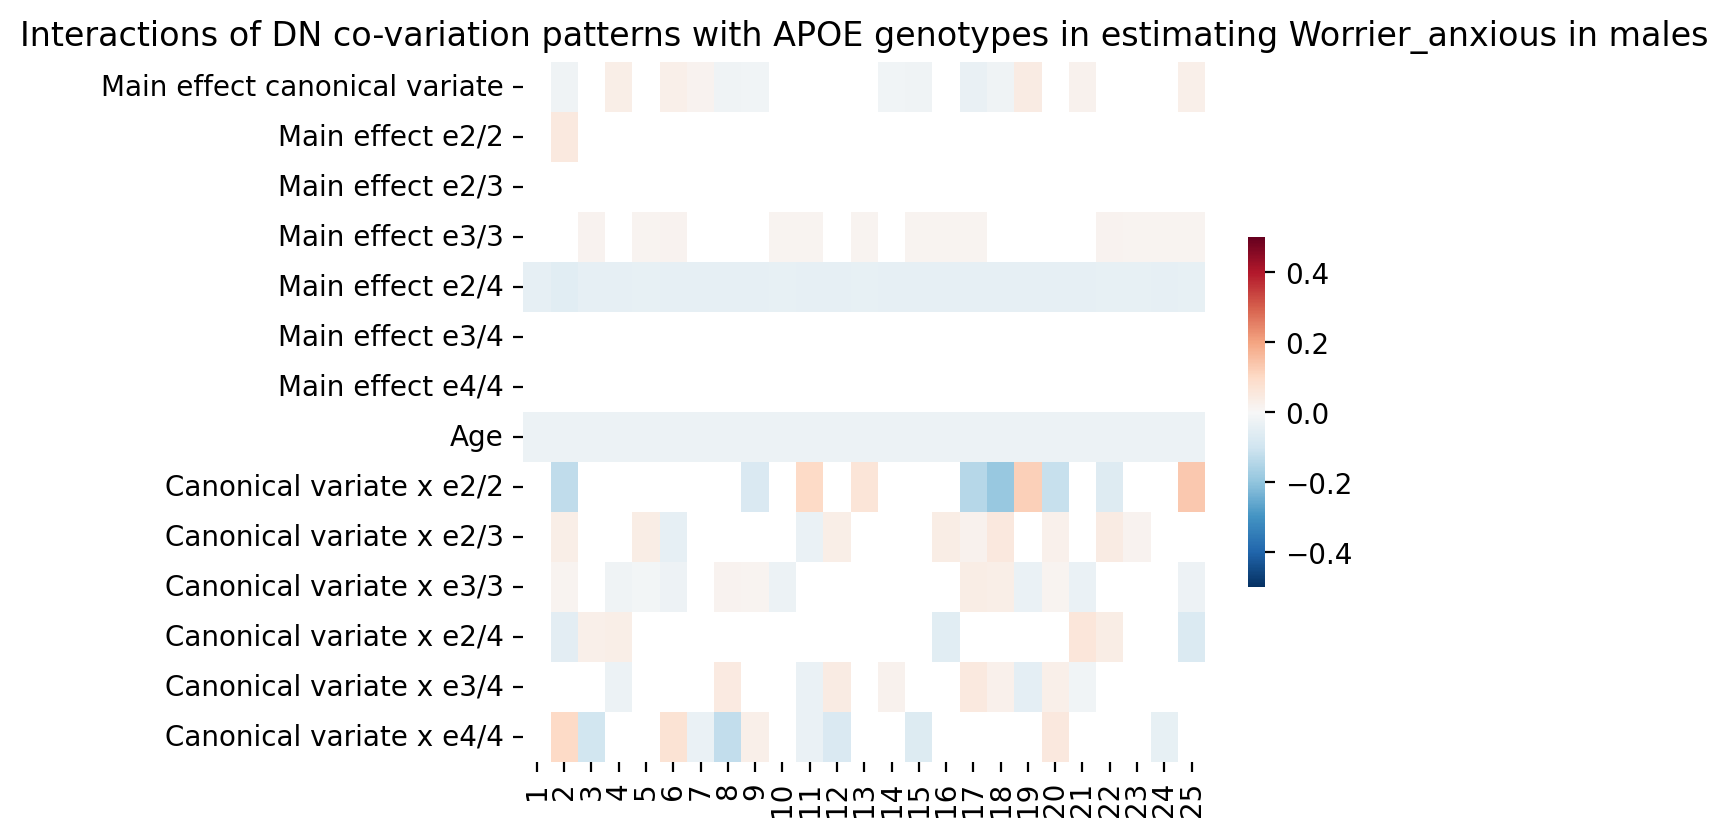 Interactions of DN co-variation patterns with APOE genotypes in estimating Worrier_anxious in males
Main effect canonical variate
Main effect e2/2
Main effect e2/3
Main effect e3/3
Main effect e2/4
Main effect e3/4
Main effect e4/4
Age
Canonical variate x e2/2
Canonical variate x e2/3
Canonical variate x e3/3
Canonical variate x e2/4
Canonical variate x e3/4
Canonical variate x e4/4
1 2 3 4 5 6 7 8 9 10 11 12 13 14 15 16 17 18 19 20 21 22 23 24 25
0.4
0.2
0.0
−0.2
−0.4